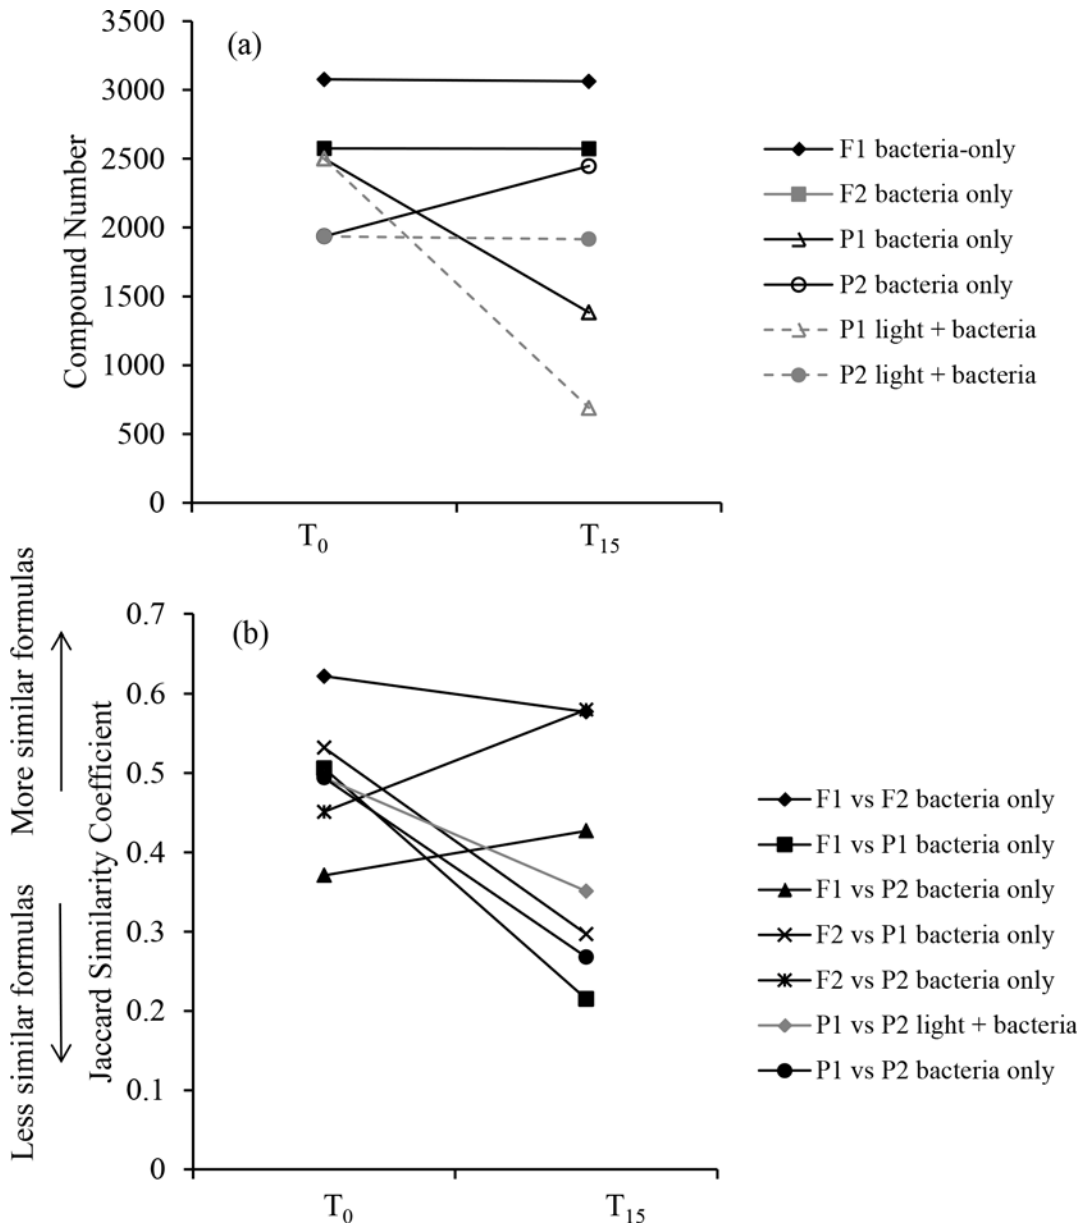 (a)
Compound Number
3500
3000
2500
2000
1500
1000
500
0
T₀
T₁₅
F1 bacteria-only
F2 bacteria only
P1 bacteria only
P2 bacteria only
P1 light + bacteria
P2 light + bacteria
(b)
More similar formulas
Less similar formulas
Jaccard Similarity Coefficient
0.7
0.6
0.5
0.4
0.3
0.2
0.1
0
T₀
T₁₅
F1 vs F2 bacteria only
F1 vs P1 bacteria only
F1 vs P2 bacteria only
F2 vs P1 bacteria only
F2 vs P2 bacteria only
P1 vs P2 light + bacteria
P1 vs P2 bacteria only